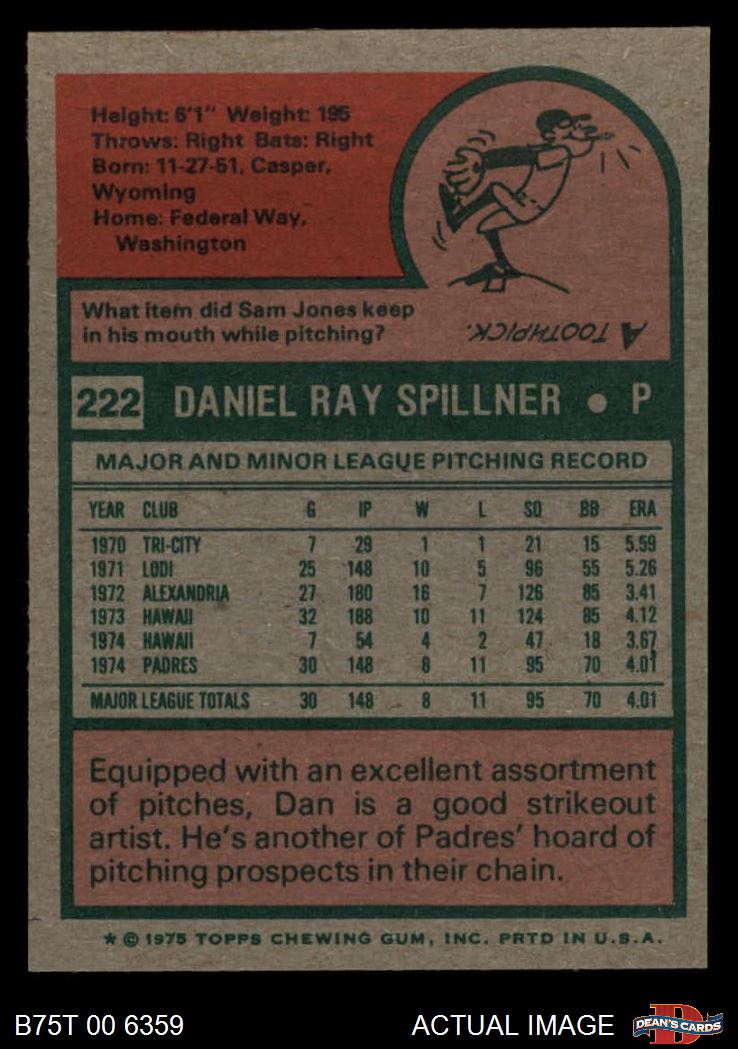 Height: 6'1" Weight: 195
Throws: Right Bats: Right
Born: 11-27-51, Casper,
Wyoming
Home: Federal Way,
Washington
What item did Sam Jones keep
in his mouth while pitching?
A TOOTHPICK.
222 DANIEL RAY SPILLNER • P
MAJOR AND MINOR LEAGUE PITCHING RECORD
YEAR CLUB G IP W L SO BB ERA
1970 TRI-CITY 7 29 1 1 21 15 5.59
1971 LODI 25 148 10 5 96 55 5.26
1972 ALEXANDRIA 27 180 16 7 126 85 3.41
1973 HAWAII 32 188 10 11 124 85 4.12
1974 HAWAII 7 54 4 2 47 18 3.67
1974 PADRES 30 148 8 11 95 70 4.01
MAJOR LEAGUE TOTALS 30 148 8 11 95 70 4.01
Equipped with an excellent assortment
of pitches, Dan is a good strikeout
artist. He's another of Padres' hoard of
pitching prospects in their chain.
* © 1975 TOPPS CHEWING GUM, INC. PRTD IN U.S.A.
B75T 00 6359 ACTUAL IMAGE D DEAN'S CARDS